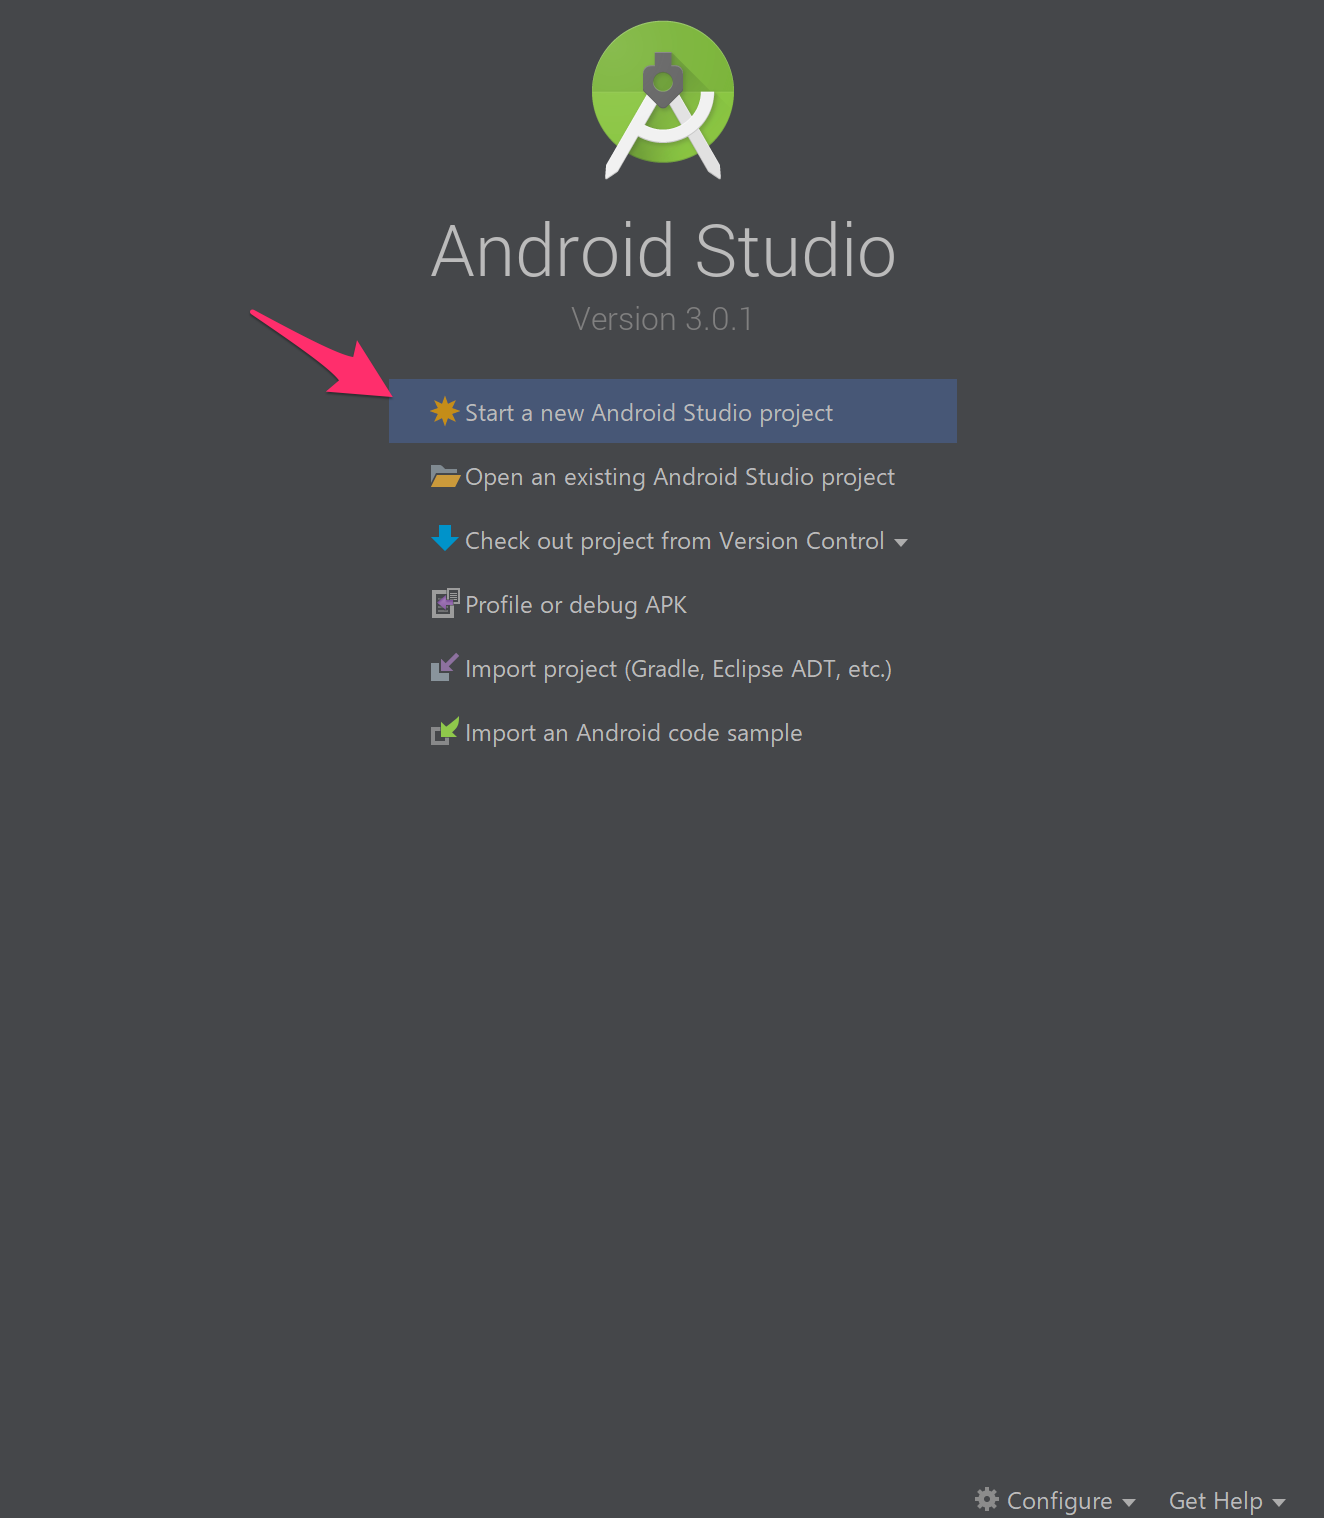 Android Studio
Version 3.0.1
Start a new Android Studio project
Open an existing Android Studio project
Check out project from Version Control
Profile or debug APK
Import project (Gradle, Eclipse ADT, etc.)
Import an Android code sample
Configure Get Help